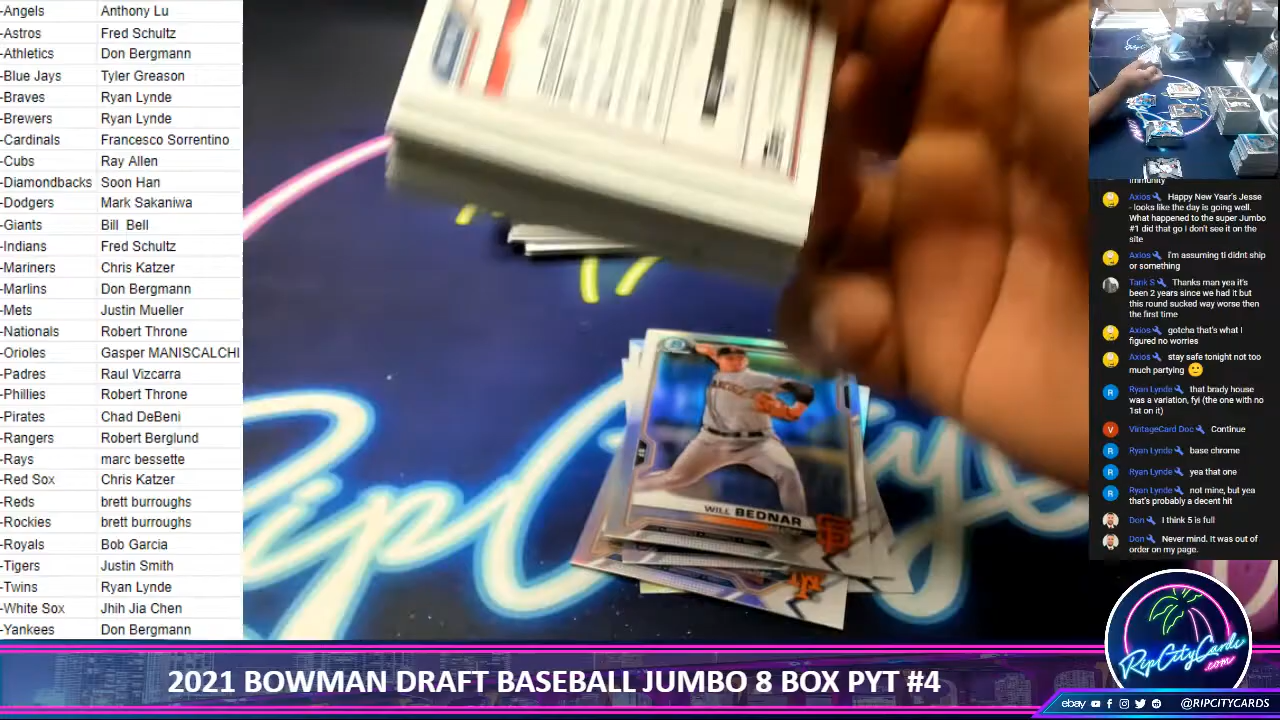 -Angels Anthony Lu
-Astros Fred Schultz
-Athletics Don Bergmann
-Blue Jays Tyler Greason
-Braves Ryan Lynde
-Brewers Ryan Lynde
-Cardinals Francesco Sorrentino
-Cubs Ray Allen
-Diamondbacks Soon Han
-Dodgers Mark Sakaniwa
-Giants Bill Bell
-Indians Fred Schultz
-Mariners Chris Katzer
-Marlins Don Bergmann
-Mets Justin Mueller
-Nationals Robert Throne
-Orioles Gasper MANISCALCHI
-Padres Raul Vizcarra
-Phillies Robert Throne
-Pirates Chad DeBeni
-Rangers Robert Berglund
-Rays marc bessette
-Red Sox Chris Katzer
-Reds brett burroughs
-Rockies brett burroughs
-Royals Bob Garcia
-Tigers Justin Smith
-Twins Ryan Lynde
-White Sox Jhih Jia Chen
-Yankees Don Bergmann
WILL BEDNAR
immunity
Axios Happy New Year's Jesse
- looks like the day is going well.
What happened to the super Jumbo
#1 did that go I don't see it on the
site
Axios i'm assuming ti didnt ship
or something
Tank S Thanks man yea it's
been 2 years since we had it but
this round sucked way worse then
the first time
Axios gotcha that's what I
figured no worries
Axios stay safe tonight not too
much partying 🙂
Ryan Lynde that brady house
was a variation, fyi (the one with no
1st on it)
VintageCard Doc Continue
Ryan Lynde base chrome
Ryan Lynde yea that one
Ryan Lynde not mine, but yea
that's probably a decent hit
Don I think 5 is full
Don Never mind. It was out of
order on my page.
RipCityCards
.com
2021 BOWMAN DRAFT BASEBALL JUMBO 8 BOX PYT #4
ebay @RIPCITYCARDS